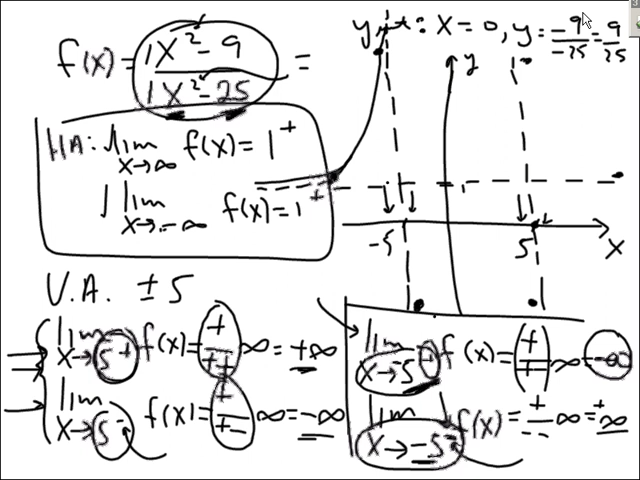 f(x) = 1x² - 9 / 1x² - 25 =
y-int: x = 0, y = -9/-25 = 9/25
HA: lim x→∞ f(x) = 1⁺
lim x→-∞ f(x) = 1⁺
y
-5 5 x
V.A. ±5
lim x→5⁺ f(x) = +/++ ∞ = +∞
lim x→5⁻ f(x) = +/+- ∞ = -∞
lim x→-5⁺ f(x) = +/+- ∞ = -∞
lim x→-5⁻ f(x) = +/-- ∞ = +∞